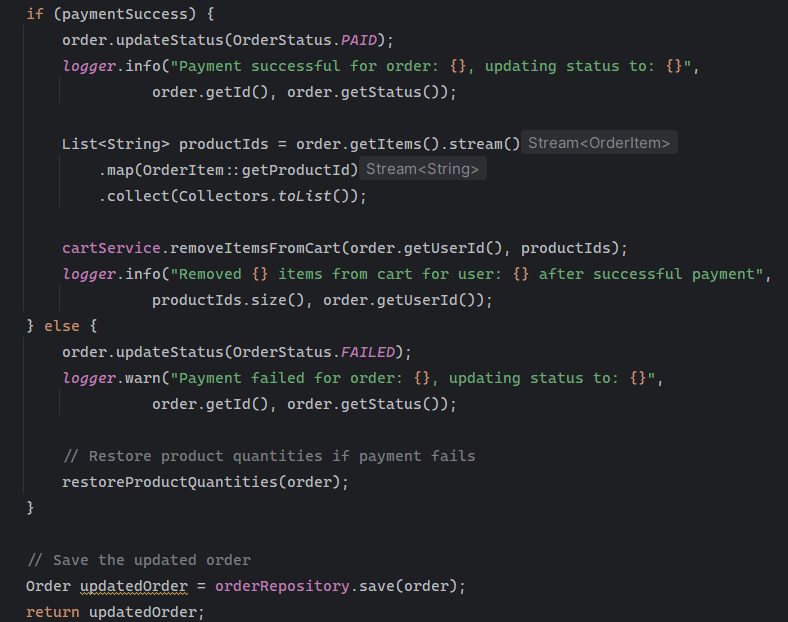 if (paymentSuccess) {
    order.updateStatus(OrderStatus.PAID);
    logger.info("Payment successful for order: {}, updating status to: {}",
            order.getId(), order.getStatus());

    List<String> productIds = order.getItems().stream() Stream<OrderItem>
        .map(OrderItem::getProductId) Stream<String>
        .collect(Collectors.toList());

    cartService.removeItemsFromCart(order.getUserId(), productIds);
    logger.info("Removed {} items from cart for user: {} after successful payment",
            productIds.size(), order.getUserId());
} else {
    order.updateStatus(OrderStatus.FAILED);
    logger.warn("Payment failed for order: {}, updating status to: {}",
            order.getId(), order.getStatus());

    // Restore product quantities if payment fails
    restoreProductQuantities(order);
}

// Save the updated order
Order updatedOrder = orderRepository.save(order);
return updatedOrder;